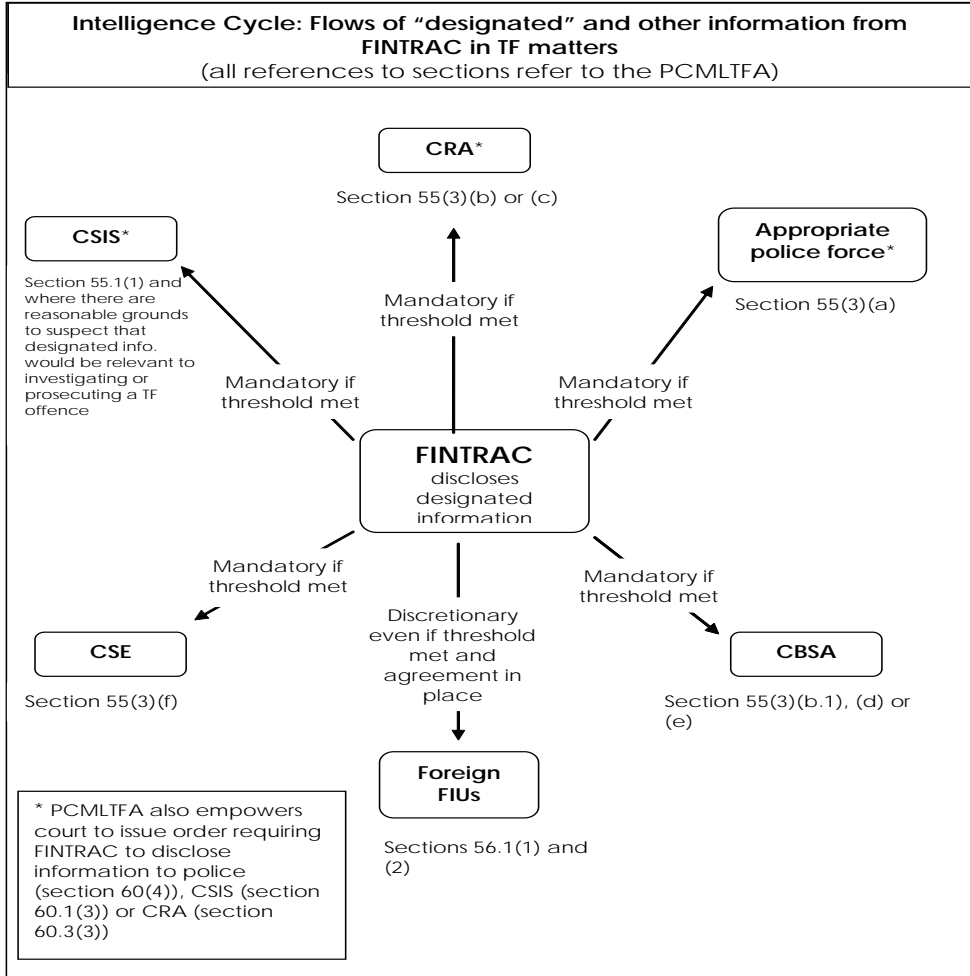 Intelligence Cycle: Flows of “designated” and other information from
FINTRAC in TF matters
(all references to sections refer to the PCMLTFA)
CRA*
Section 55(3)(b) or (c)
CSIS*
Section 55.1(1) and
where there are
reasonable grounds
to suspect that
designated info.
would be relevant to
investigating or
prosecuting a TF
offence
Appropriate
police force*
Section 55(3)(a)
Mandatory if
threshold met
Mandatory if
threshold met
Mandatory if
threshold met
FINTRAC
discloses
designated
information
Mandatory if
threshold met
Discretionary
even if threshold
met and
agreement in
place
Mandatory if
threshold met
CSE
Section 55(3)(f)
CBSA
Section 55(3)(b.1), (d) or
(e)
Foreign
FIUs
Sections 56.1(1) and
(2)
* PCMLTFA also empowers
court to issue order requiring
FINTRAC to disclose
information to police
(section 60(4)), CSIS (section
60.1(3)) or CRA (section
60.3(3))